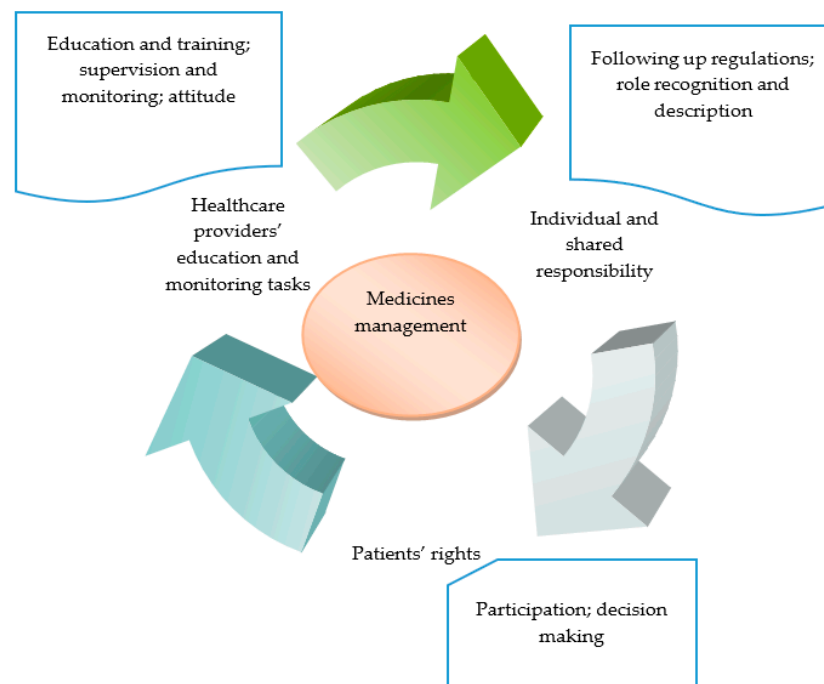 Education and training;
supervision and
monitoring; attitude
Following up regulations;
role recognition and
description
Healthcare
providers’
education and
monitoring tasks
Individual and
shared
responsibility
Medicines
management
Patients’ rights
Participation; decision
making